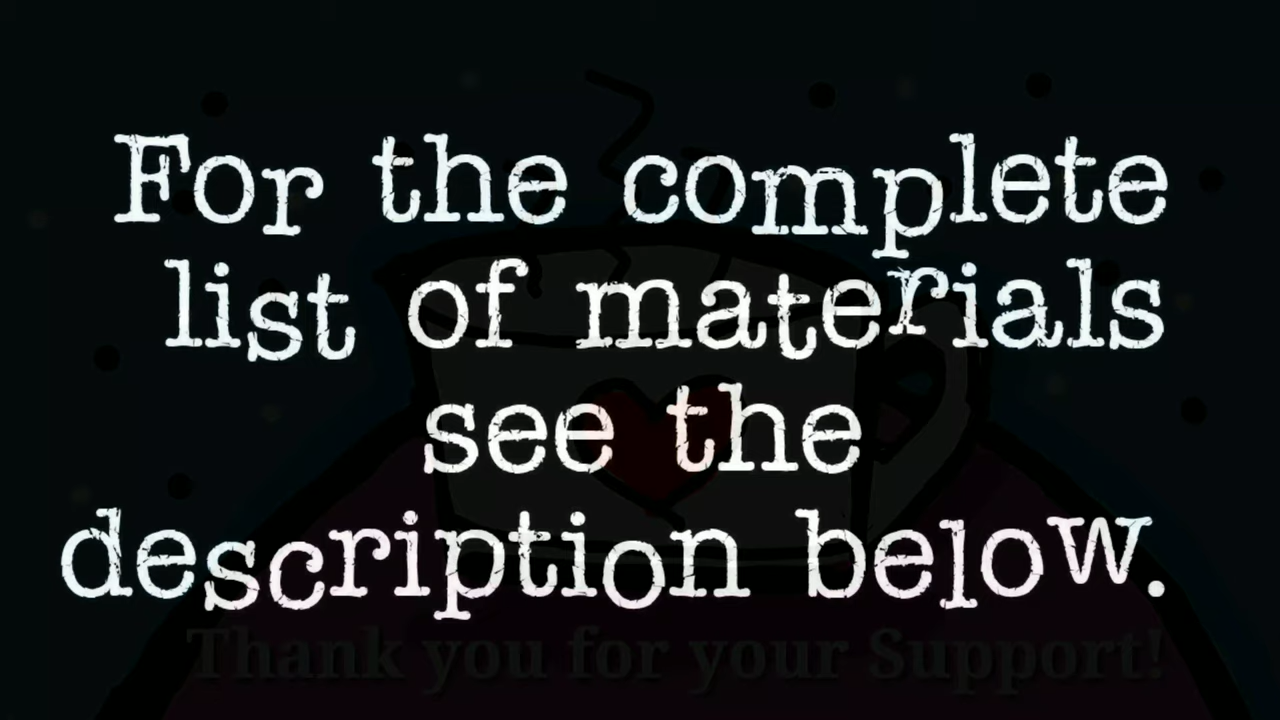 For the complete
list of materials
see the
description below.
Thank you for your Support!